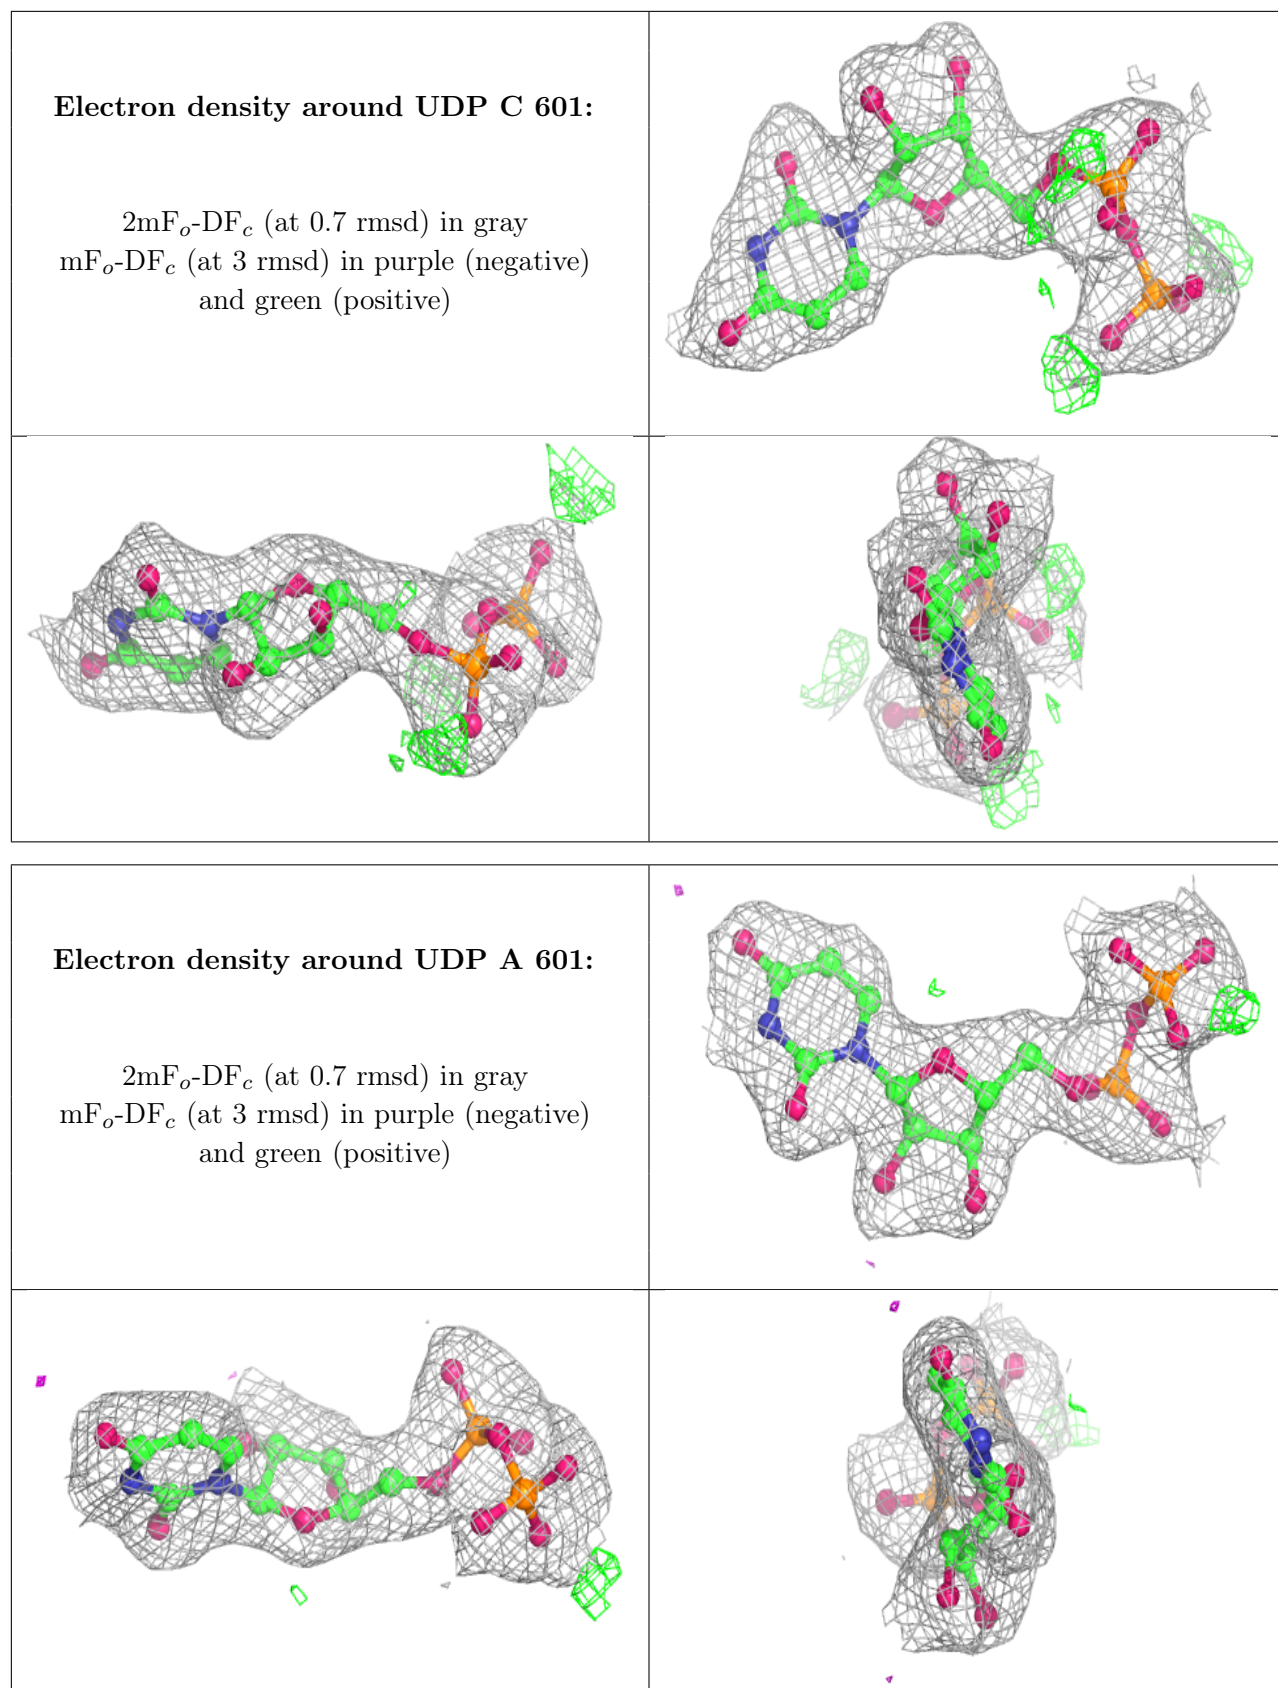 Electron density around UDP C 601:
2mFo-DFc (at 0.7 rmsd) in gray
mFo-DFc (at 3 rmsd) in purple (negative)
and green (positive)
Electron density around UDP A 601:
2mFo-DFc (at 0.7 rmsd) in gray
mFo-DFc (at 3 rmsd) in purple (negative)
and green (positive)